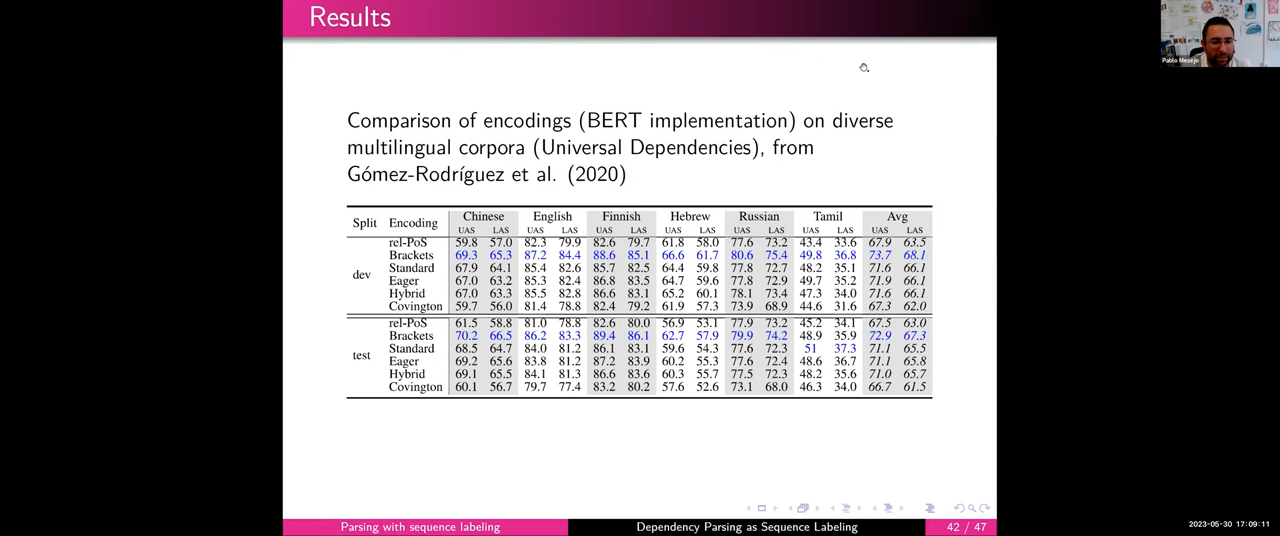 Results
Pablo Mesejo
Comparison of encodings (BERT implementation) on diverse
multilingual corpora (Universal Dependencies), from
Gómez-Rodríguez et al. (2020)
Split Encoding Chinese English Finnish Hebrew Russian Tamil Avg
UAS LAS UAS LAS UAS LAS UAS LAS UAS LAS UAS LAS UAS LAS
dev
rel-PoS 59.8 57.0 82.3 79.9 82.6 79.7 61.8 58.0 77.6 73.2 43.4 33.6 67.9 63.5
Brackets 69.3 65.3 87.2 84.4 88.6 85.1 66.6 61.7 80.6 75.4 49.8 36.8 73.7 68.1
Standard 67.9 64.1 85.4 82.6 85.7 82.5 64.4 59.8 77.8 72.7 48.2 35.1 71.6 66.1
Eager 67.0 63.2 85.3 82.4 86.8 83.5 64.7 59.6 77.8 72.9 49.7 35.2 71.9 66.1
Hybrid 67.0 63.3 85.5 82.8 86.6 83.1 65.2 60.1 78.1 73.4 47.3 34.0 71.6 66.1
Covington 59.7 56.0 81.4 78.8 82.4 79.2 61.9 57.3 73.9 68.9 44.6 31.6 67.3 62.0
test
rel-PoS 61.5 58.8 81.0 78.8 82.6 80.0 56.9 53.1 77.9 73.2 45.2 34.1 67.5 63.0
Brackets 70.2 66.5 86.2 83.3 89.4 86.1 62.7 57.9 79.9 74.2 48.9 35.9 72.9 67.3
Standard 68.5 64.7 84.0 81.2 86.1 83.1 59.6 54.3 77.6 72.3 51 37.3 71.1 65.5
Eager 69.2 65.6 83.8 81.2 87.2 83.9 60.2 55.3 77.6 72.4 48.6 36.7 71.1 65.8
Hybrid 69.1 65.5 84.1 81.3 86.6 83.6 60.3 55.7 77.5 72.3 48.2 35.6 71.0 65.7
Covington 60.1 56.7 79.7 77.4 83.2 80.2 57.6 52.6 73.1 68.0 46.3 34.0 66.7 61.5
Parsing with sequence labeling Dependency Parsing as Sequence Labeling 42 / 47
2023-05-30 17:09:11